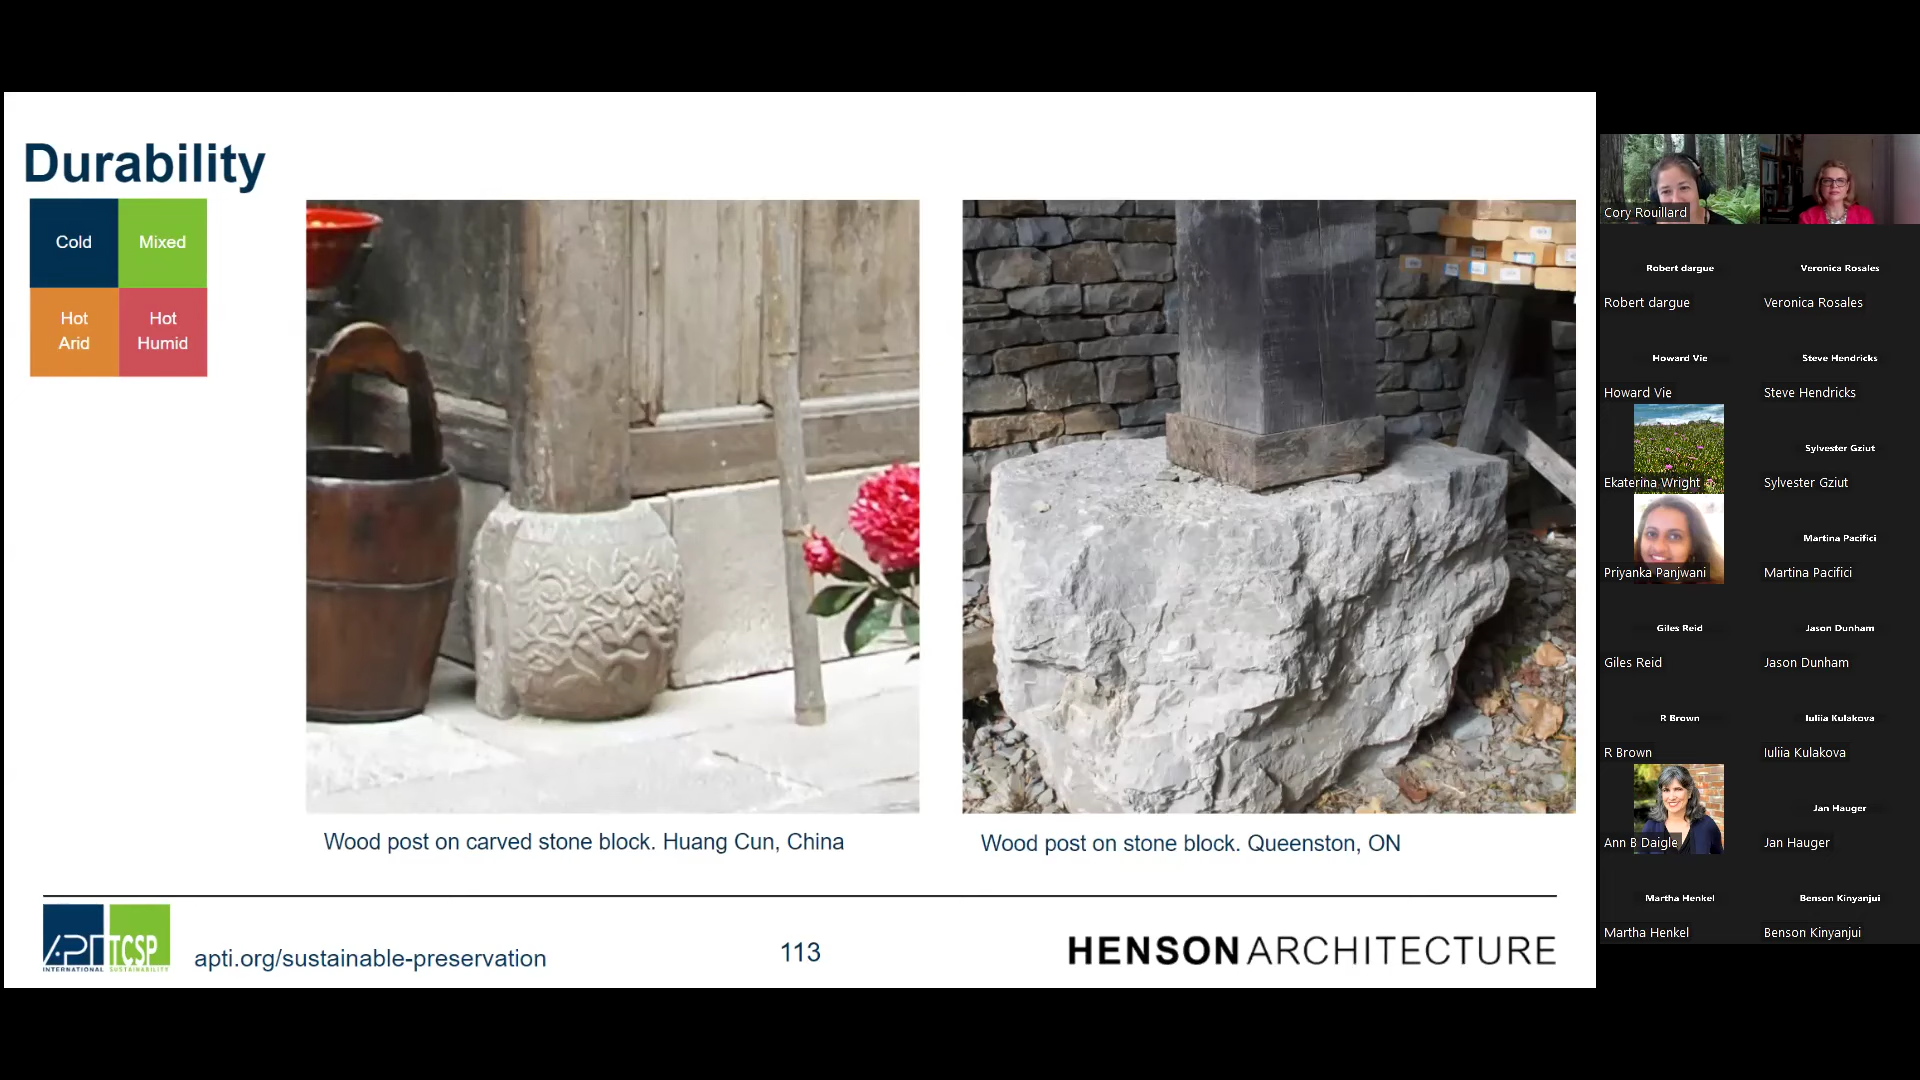 Durability
Cold
Mixed
Hot
Arid
Hot
Humid
Wood post on carved stone block. Huang Cun, China
Wood post on stone block. Queenston, ON
APT
INTERNATIONAL
TCSP
SUSTAINABILITY
apti.org/sustainable-preservation
113
HENSON ARCHITECTURE
Cory Rouillard
Robert dargue
Robert dargue
Veronica Rosales
Veronica Rosales
Howard Vie
Howard Vie
Steve Hendricks
Steve Hendricks
Ekaterina Wright
Sylvester Gziut
Sylvester Gziut
Priyanka Panjwani
Martina Pacifici
Martina Pacifici
Giles Reid
Giles Reid
Jason Dunham
Jason Dunham
R Brown
R Brown
Iuliia Kulakova
Iuliia Kulakova
Ann B Daigle
Jan Hauger
Jan Hauger
Martha Henkel
Martha Henkel
Benson Kinyanjui
Benson Kinyanjui